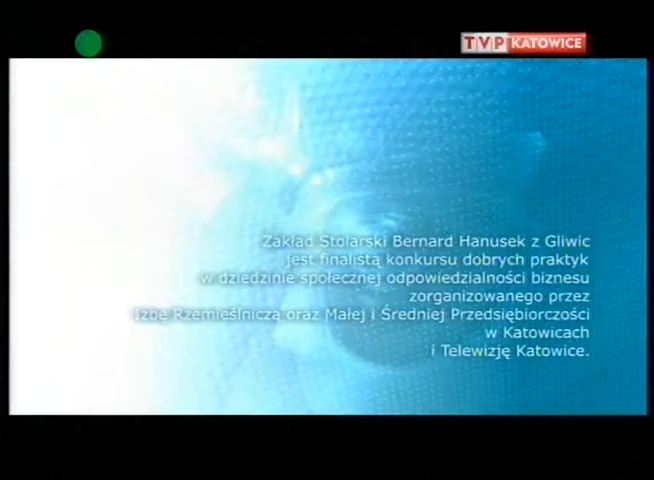 TVP KATOWICE
Zakład Stolarski Bernard Hanusek z Gliwic
jest finalistą konkursu dobrych praktyk
w dziedzinie społecznej odpowiedzialności biznesu
zorganizowanego przez
Izbę Rzemieślniczą oraz Małej i Średniej Przedsiębiorczości
w Katowicach
i Telewizję Katowice.